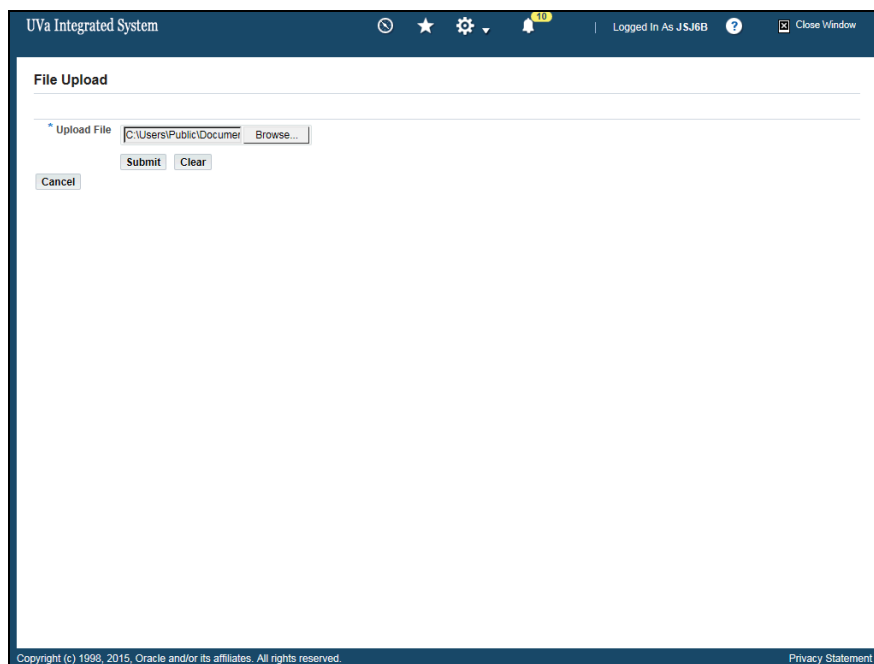 UVa Integrated System
10
| Logged In As JSJ6B
?
Close Window
File Upload
* Upload File
C:\Users\Public\Documer
Browse...
Submit Clear
Cancel
Copyright (c) 1998, 2015, Oracle and/or its affiliates. All rights reserved.
Privacy Statement